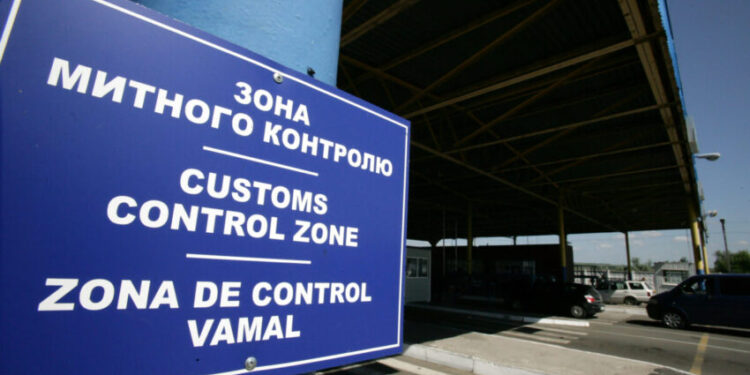 ЗОНА
МИТНОГО КОНТРОЛЮ
CUSTOMS
CONTROL ZONE
ZONA DE CONTROL
VAMAL